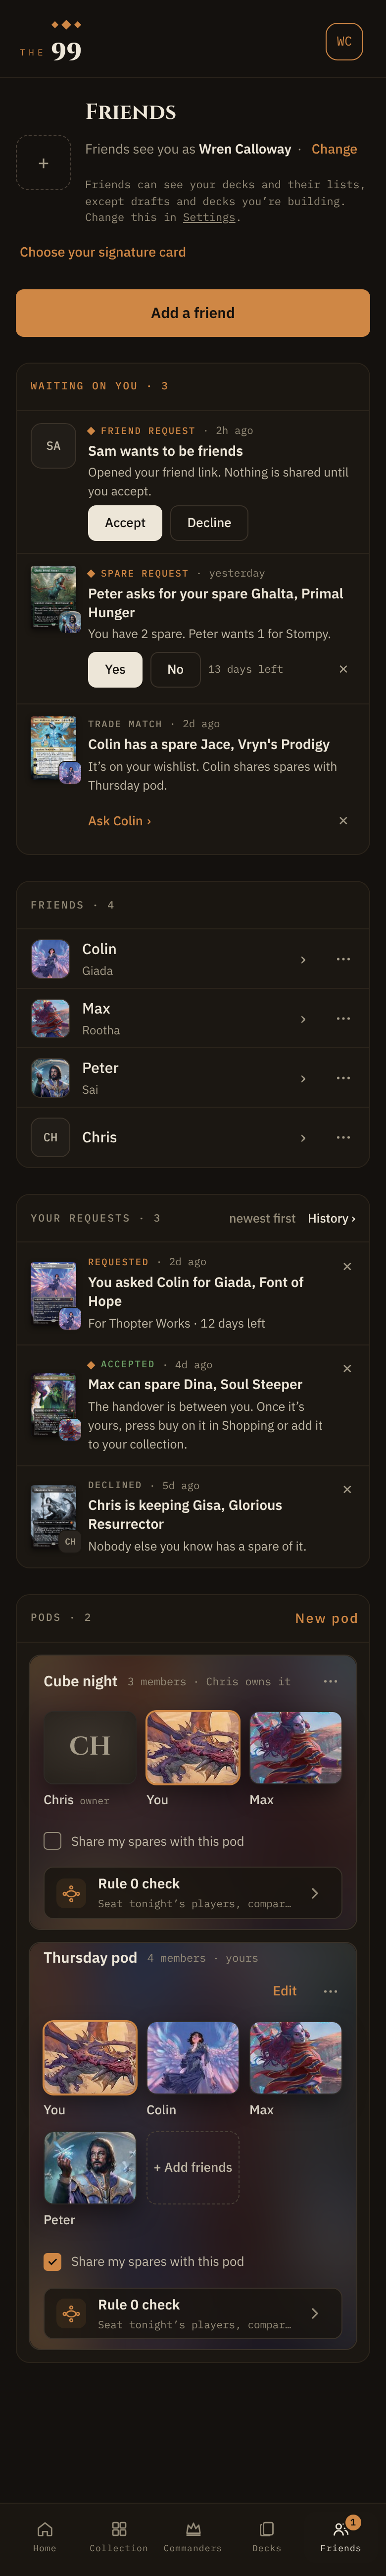 THE 99
WC
Friends
Friends see you as Wren Calloway · Change
Friends can see your decks and their lists,
except drafts and decks you’re building.
Change this in Settings.
Choose your signature card
Add a friend
WAITING ON YOU · 3
SA
FRIEND REQUEST · 2h ago
Sam wants to be friends
Opened your friend link. Nothing is shared until
you accept.
Accept
Decline
SPARE REQUEST · yesterday
Peter asks for your spare Ghalta, Primal
Hunger
You have 2 spare. Peter wants 1 for Stompy.
Yes
No
13 days left
×
TRADE MATCH · 2d ago
Colin has a spare Jace, Vryn's Prodigy
It’s on your wishlist. Colin shares spares with
Thursday pod.
Ask Colin ›
×
FRIENDS · 4
Colin
Giada
Max
Rootha
Peter
Sai
CH
Chris
YOUR REQUESTS · 3
newest first
History ›
REQUESTED · 2d ago
You asked Colin for Giada, Font of
Hope
For Thopter Works · 12 days left
×
ACCEPTED · 4d ago
Max can spare Dina, Soul Steeper
The handover is between you. Once it’s
yours, press buy on it in Shopping or add it
to your collection.
×
DECLINED · 5d ago
Chris is keeping Gisa, Glorious
Resurrector
Nobody else you know has a spare of it.
CH
×
PODS · 2
New pod
Cube night 3 members · Chris owns it
CH
Chris owner
You
Max
Share my spares with this pod
Rule 0 check
Seat tonight’s players, compar…
Thursday pod 4 members · yours
Edit
You
Colin
Max
Peter
+ Add friends
Share my spares with this pod
Rule 0 check
Seat tonight’s players, compar…
Home
Collection
Commanders
Decks
1
Friends